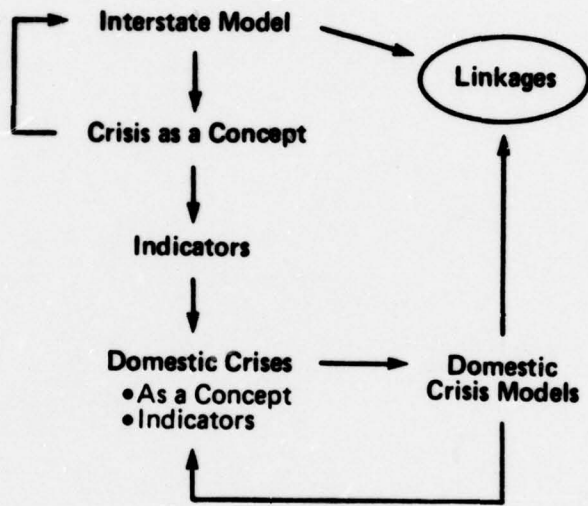 Interstate Model
Linkages
Crisis as a Concept
Indicators
Domestic Crises
•As a Concept
•Indicators
Domestic
Crisis Models